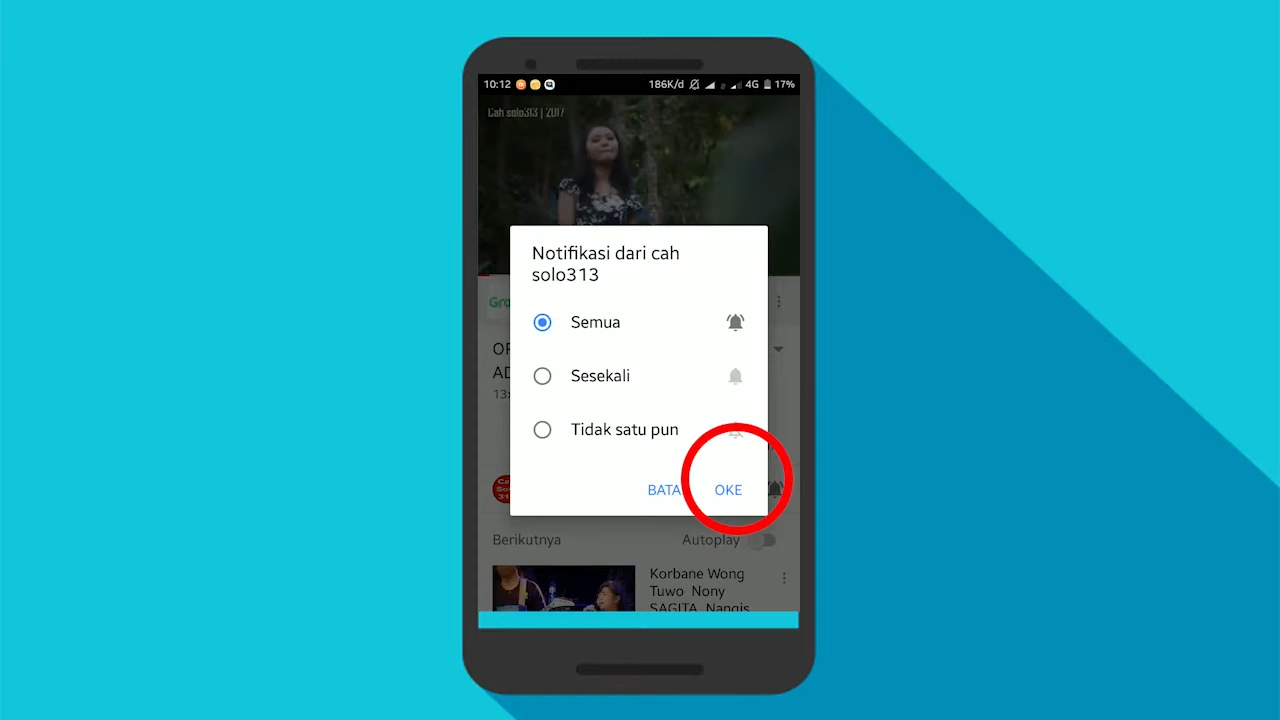 10:12 186K/d 4G 17%
Cah solo313 | 2017
Notifikasi dari cah
solo313
Semua
Sesekali
Tidak satu pun
BATA OKE
Berikutnya Autoplay
Korbane Wong
Tuwo Nony
SAGITA Nangis